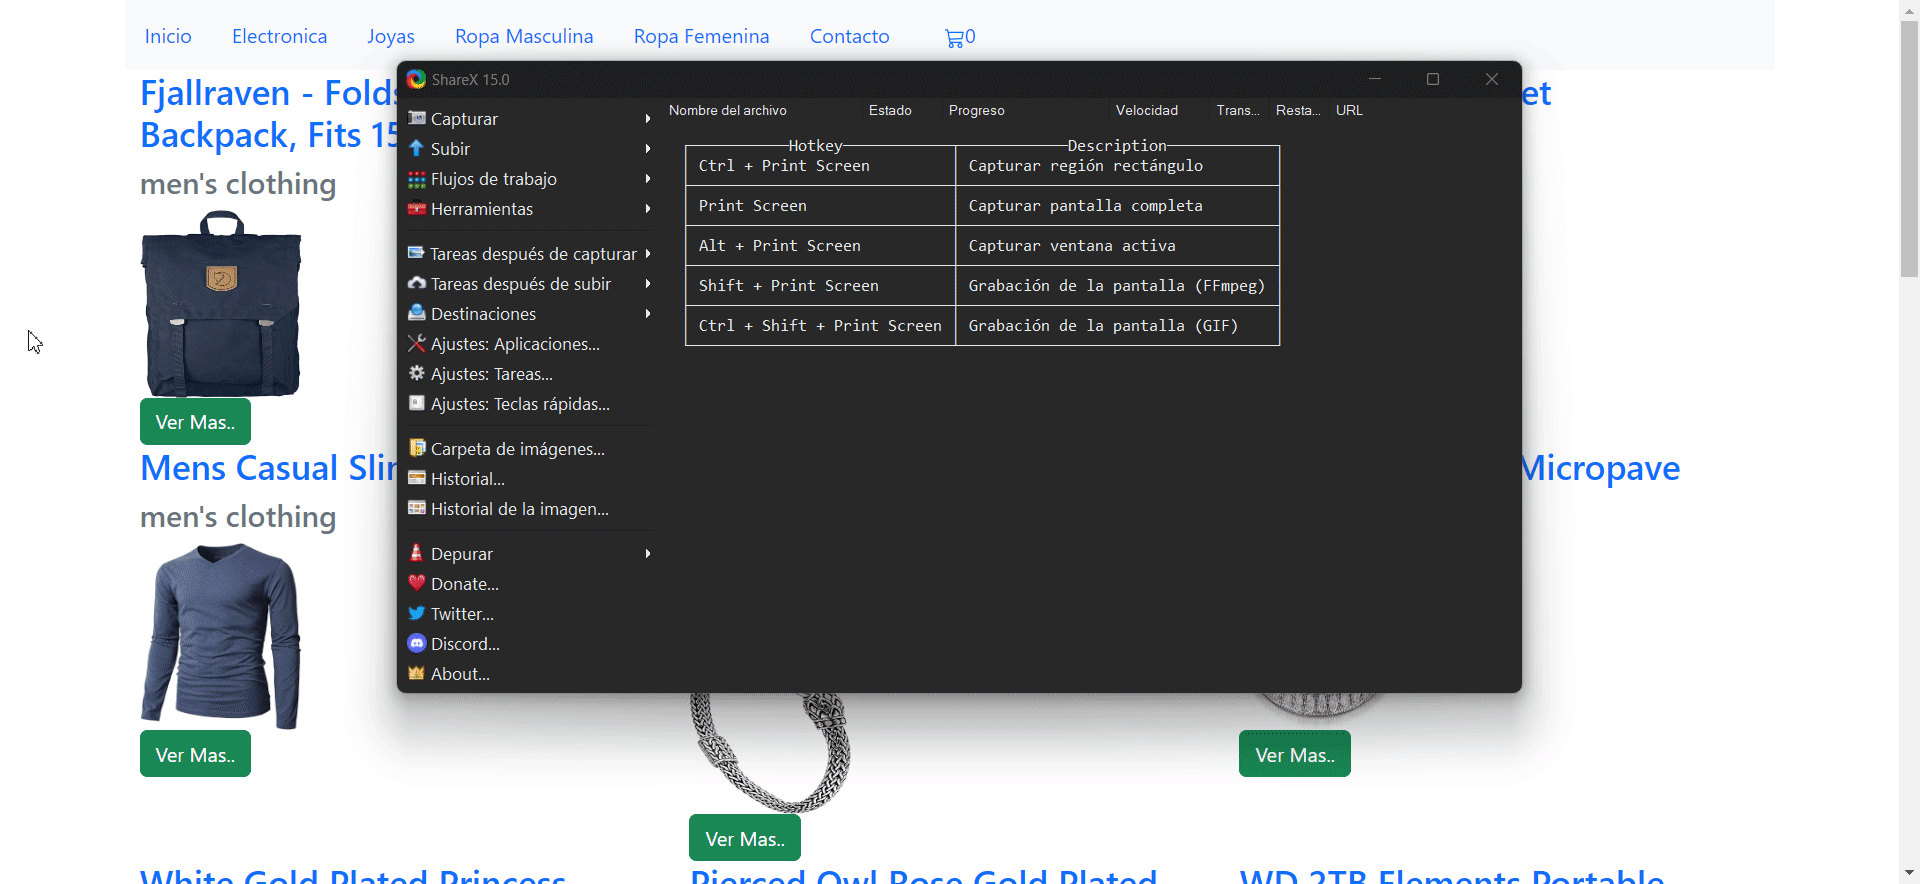 Inicio Electronica Joyas Ropa Masculina Ropa Femenina Contacto 0
Fjallraven - Folds
Backpack, Fits 15
men's clothing
Ver Mas..
Mens Casual Slim
men's clothing
Ver Mas..
White Gold Plated Princess
ShareX 15.0
Capturar
Subir
Flujos de trabajo
Herramientas
Tareas después de capturar
Tareas después de subir
Destinaciones
Ajustes: Aplicaciones...
Ajustes: Tareas...
Ajustes: Teclas rápidas...
Carpeta de imágenes...
Historial...
Historial de la imagen...
Depurar
Donate...
Twitter...
Discord...
About...
Nombre del archivo Estado Progreso Velocidad Trans... Resta... URL
Hotkey Description
Ctrl + Print Screen Capturar región rectángulo
Print Screen Capturar pantalla completa
Alt + Print Screen Capturar ventana activa
Shift + Print Screen Grabación de la pantalla (FFmpeg)
Ctrl + Shift + Print Screen Grabación de la pantalla (GIF)
Ver Mas..
Pierced Owl Rose Gold Plated
et
Micropave
Ver Mas..
WD 2TB Elements Portable